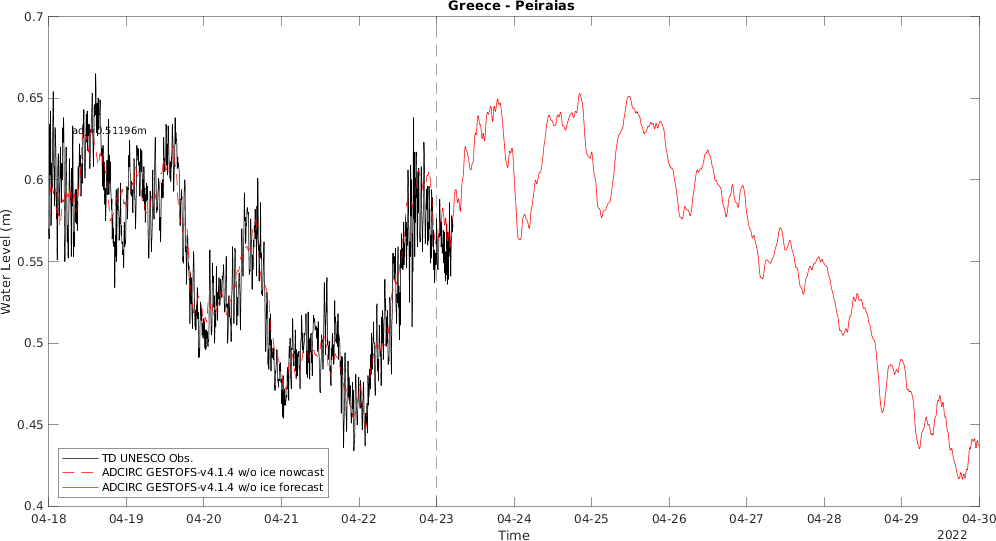 Greece - Peiraias
0.7
0.65
0.6
0.55
0.5
0.45
0.4
Water Level (m)
TD UNESCO Obs.
ADCIRC GESTOFS-v4.1.4 w/o ice nowcast
ADCIRC GESTOFS-v4.1.4 w/o ice forecast
04-18 04-19 04-20 04-21 04-22 04-23 04-24 04-25 04-26 04-27 04-28 04-29 04-30
Time
2022